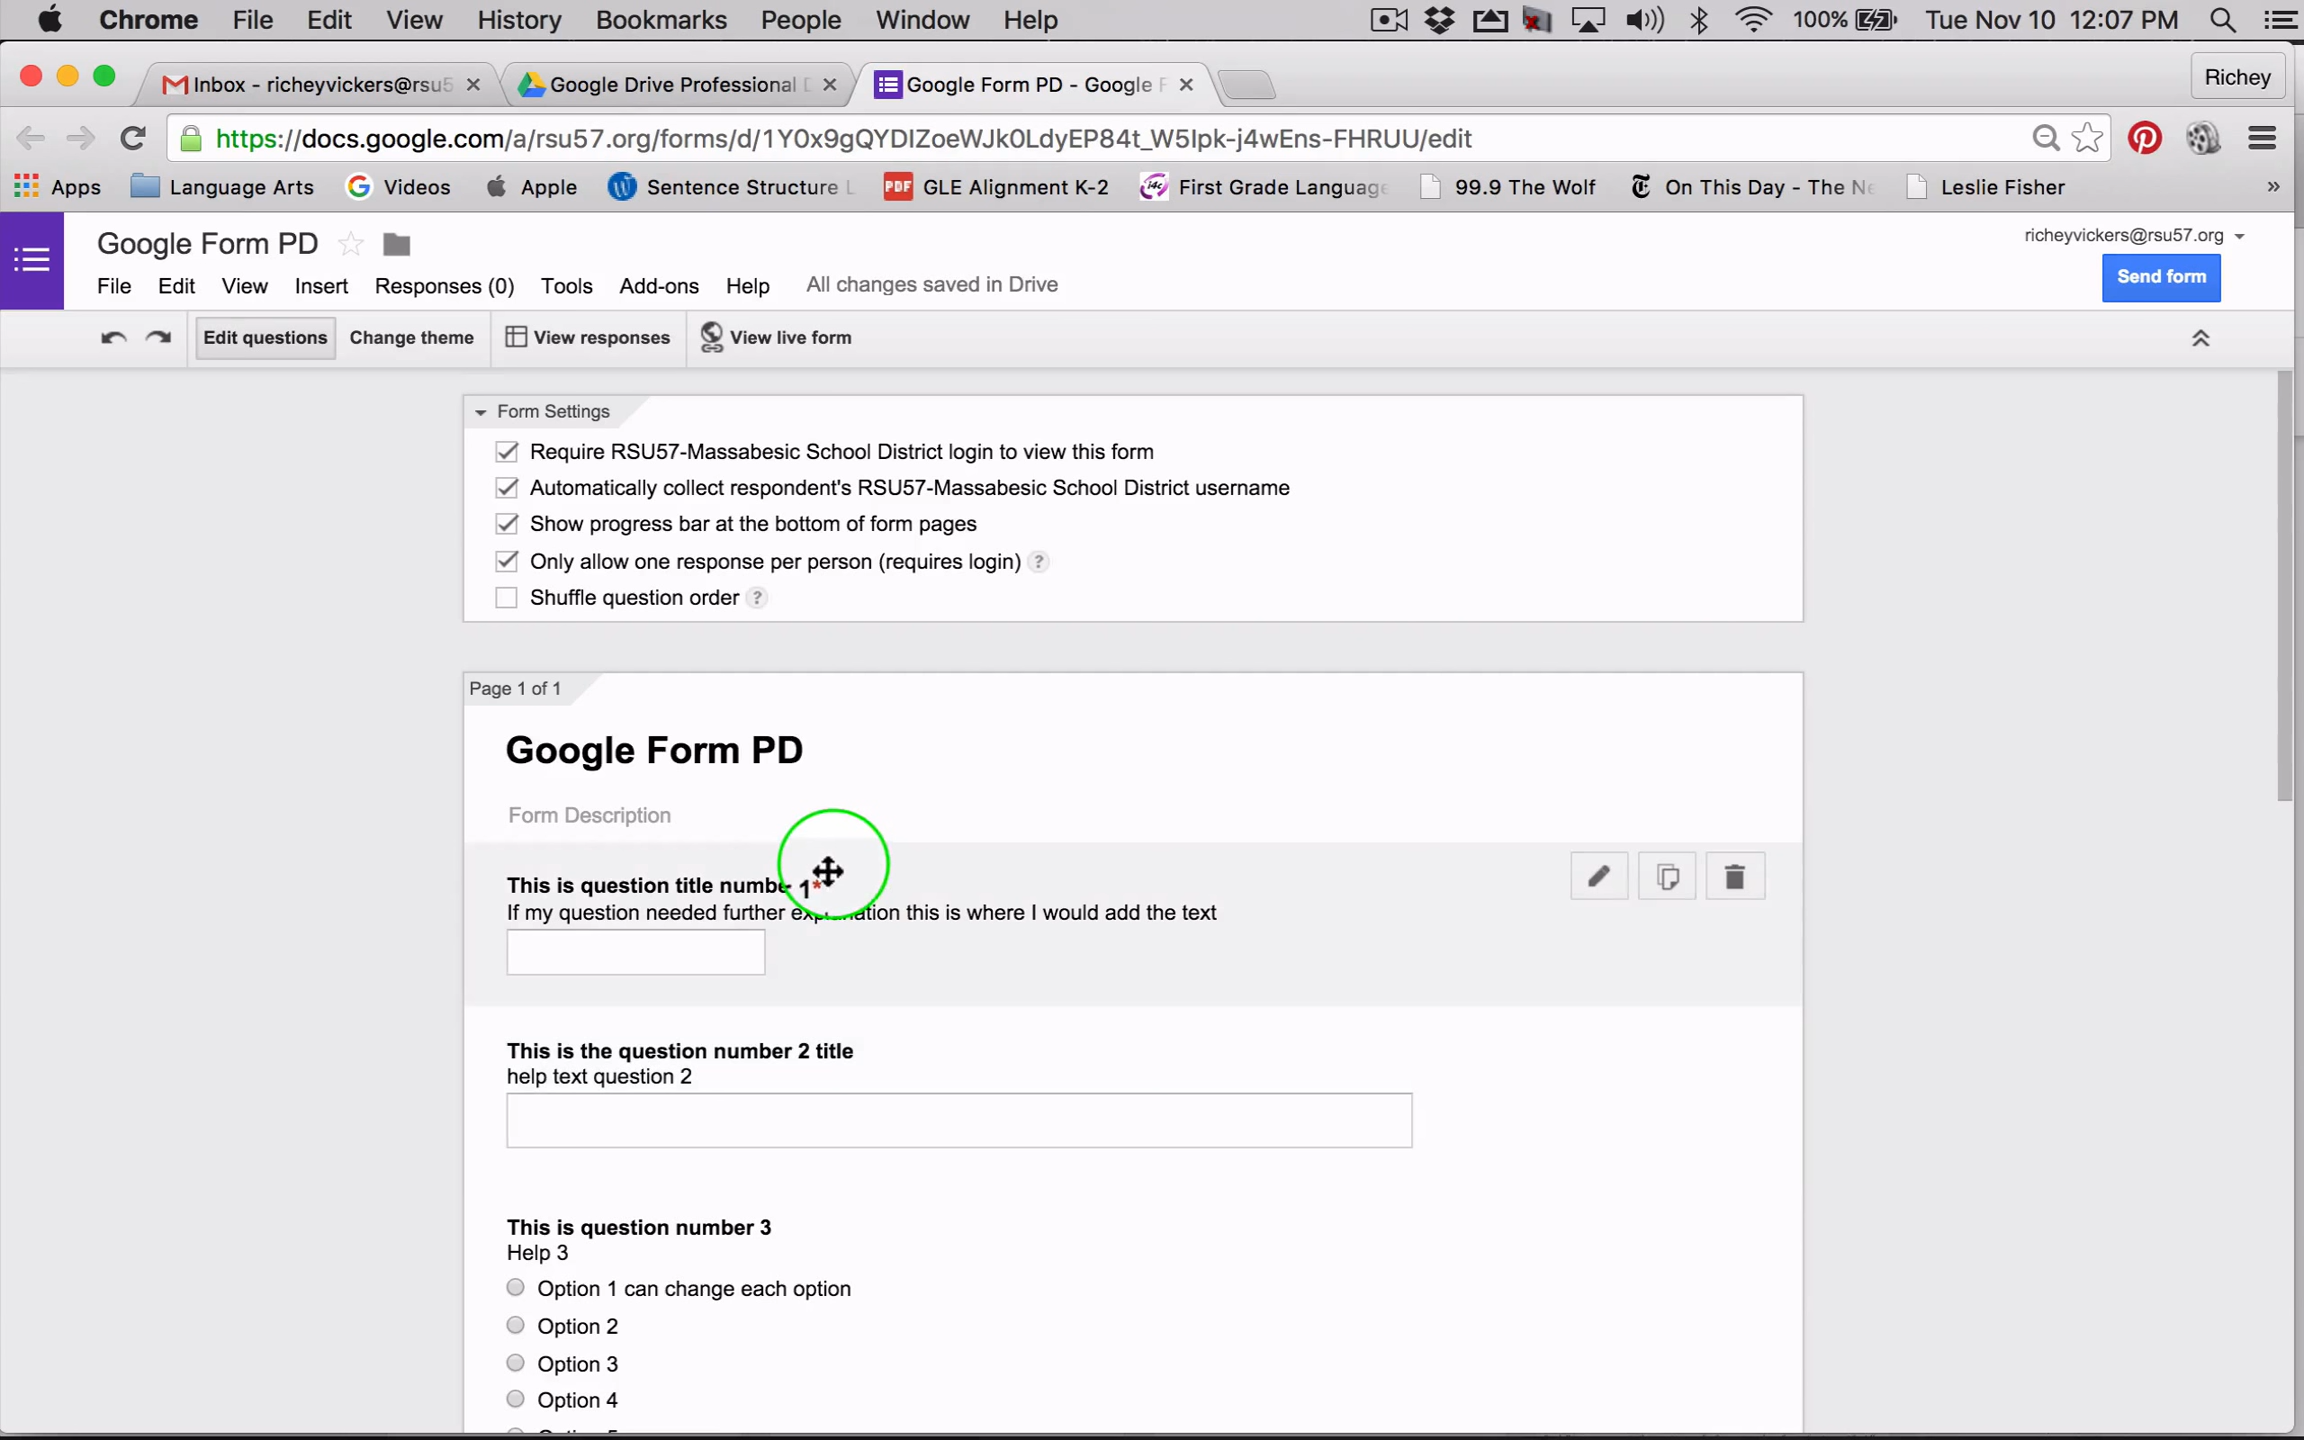 Chrome File Edit View History Bookmarks People Window Help 100% Tue Nov 10 12:07 PM
Inbox - richeyvickers@rsu5 Google Drive Professional Google Form PD - Google Richey
https://docs.google.com/a/rsu57.org/forms/d/1Y0x9gQYDIZoeWJk0LdyEP84t_W5Ipk-j4wEns-FHRUU/edit
Apps Language Arts Videos Apple Sentence Structure PDF GLE Alignment K-2 First Grade Language 99.9 The Wolf On This Day - The Ne Leslie Fisher »
Google Form PD richeyvickers@rsu57.org
File Edit View Insert Responses (0) Tools Add-ons Help All changes saved in Drive Send form
Edit questions Change theme View responses View live form
Form Settings
Require RSU57-Massabesic School District login to view this form
Automatically collect respondent's RSU57-Massabesic School District username
Show progress bar at the bottom of form pages
Only allow one response per person (requires login) ?
Shuffle question order ?
Page 1 of 1
Google Form PD
Form Description
This is question title number 1*
If my question needed further explanation this is where I would add the text
This is the question number 2 title
help text question 2
This is question number 3
Help 3
Option 1 can change each option
Option 2
Option 3
Option 4